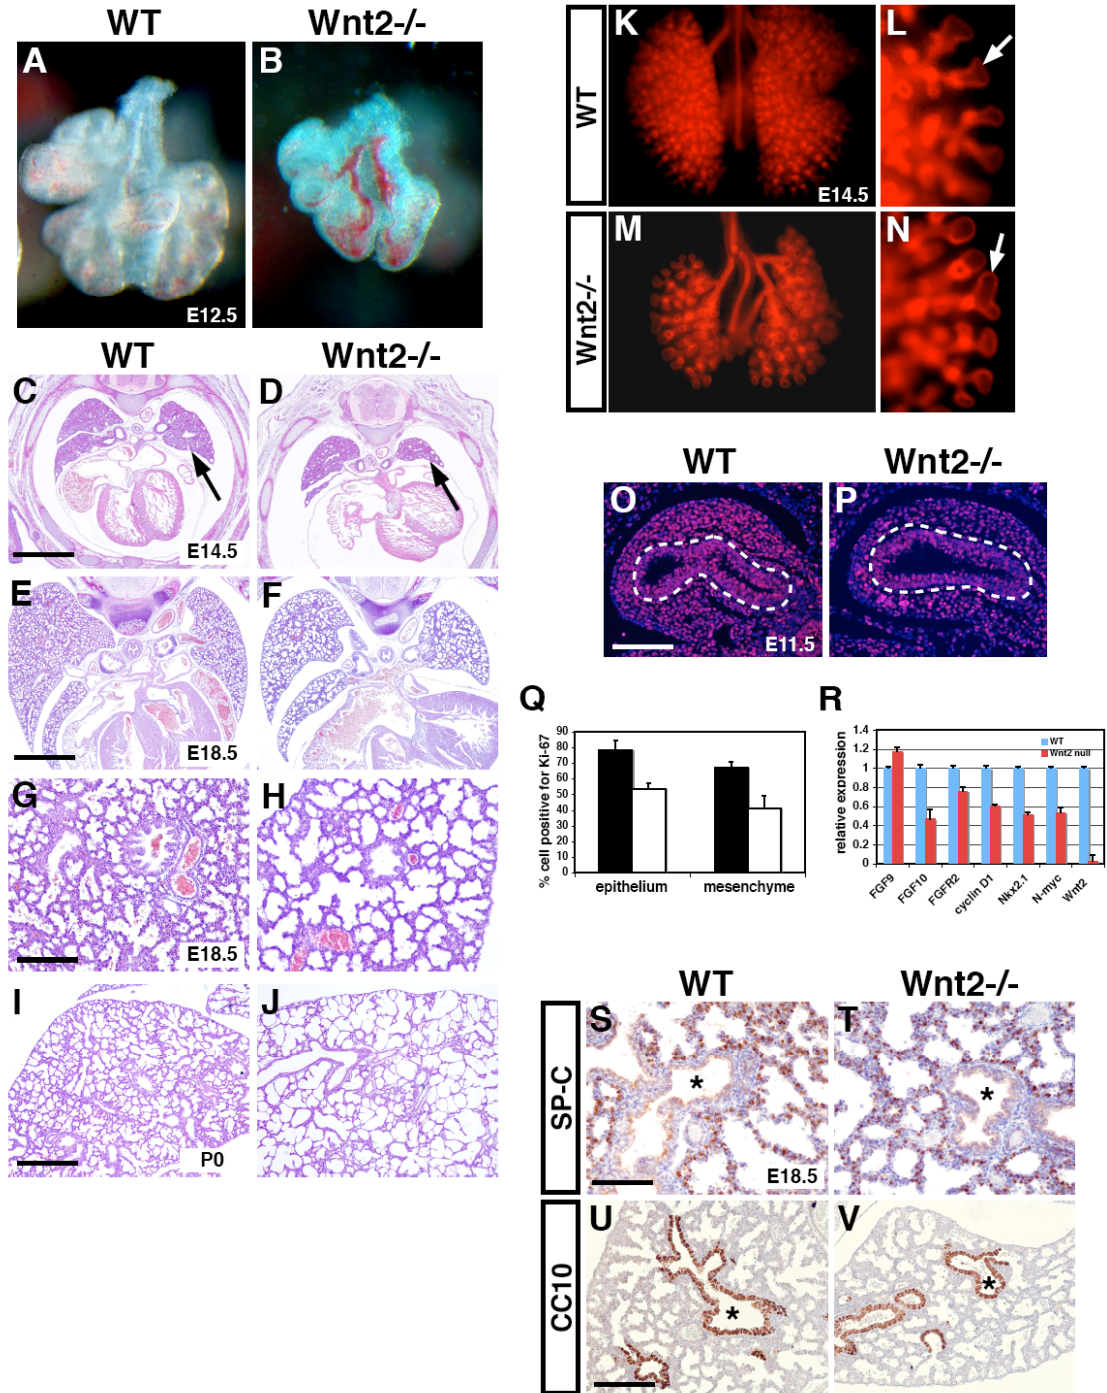 WT Wnt2-/-
A B
E12.5
WT Wnt2-/-
C D
E14.5
E F
E18.5
G H
E18.5
I J
P0
WT
K L
E14.5
Wnt2-/-
M N
WT Wnt2-/-
O P
E11.5
Q
% cell positive for Ki-67
90
80
70
60
50
40
30
20
10
0
epithelium mesenchyme
R
relative expression
1.4
1.2
1
0.8
0.6
0.4
0.2
0
WT
Wnt2 null
FGF9 FGF10 FGFR2 cyclin D1 Nkx2.1 N-myc Wnt2
WT Wnt2-/-
SP-C
S T
* *
E18.5
CC10
U V
* *